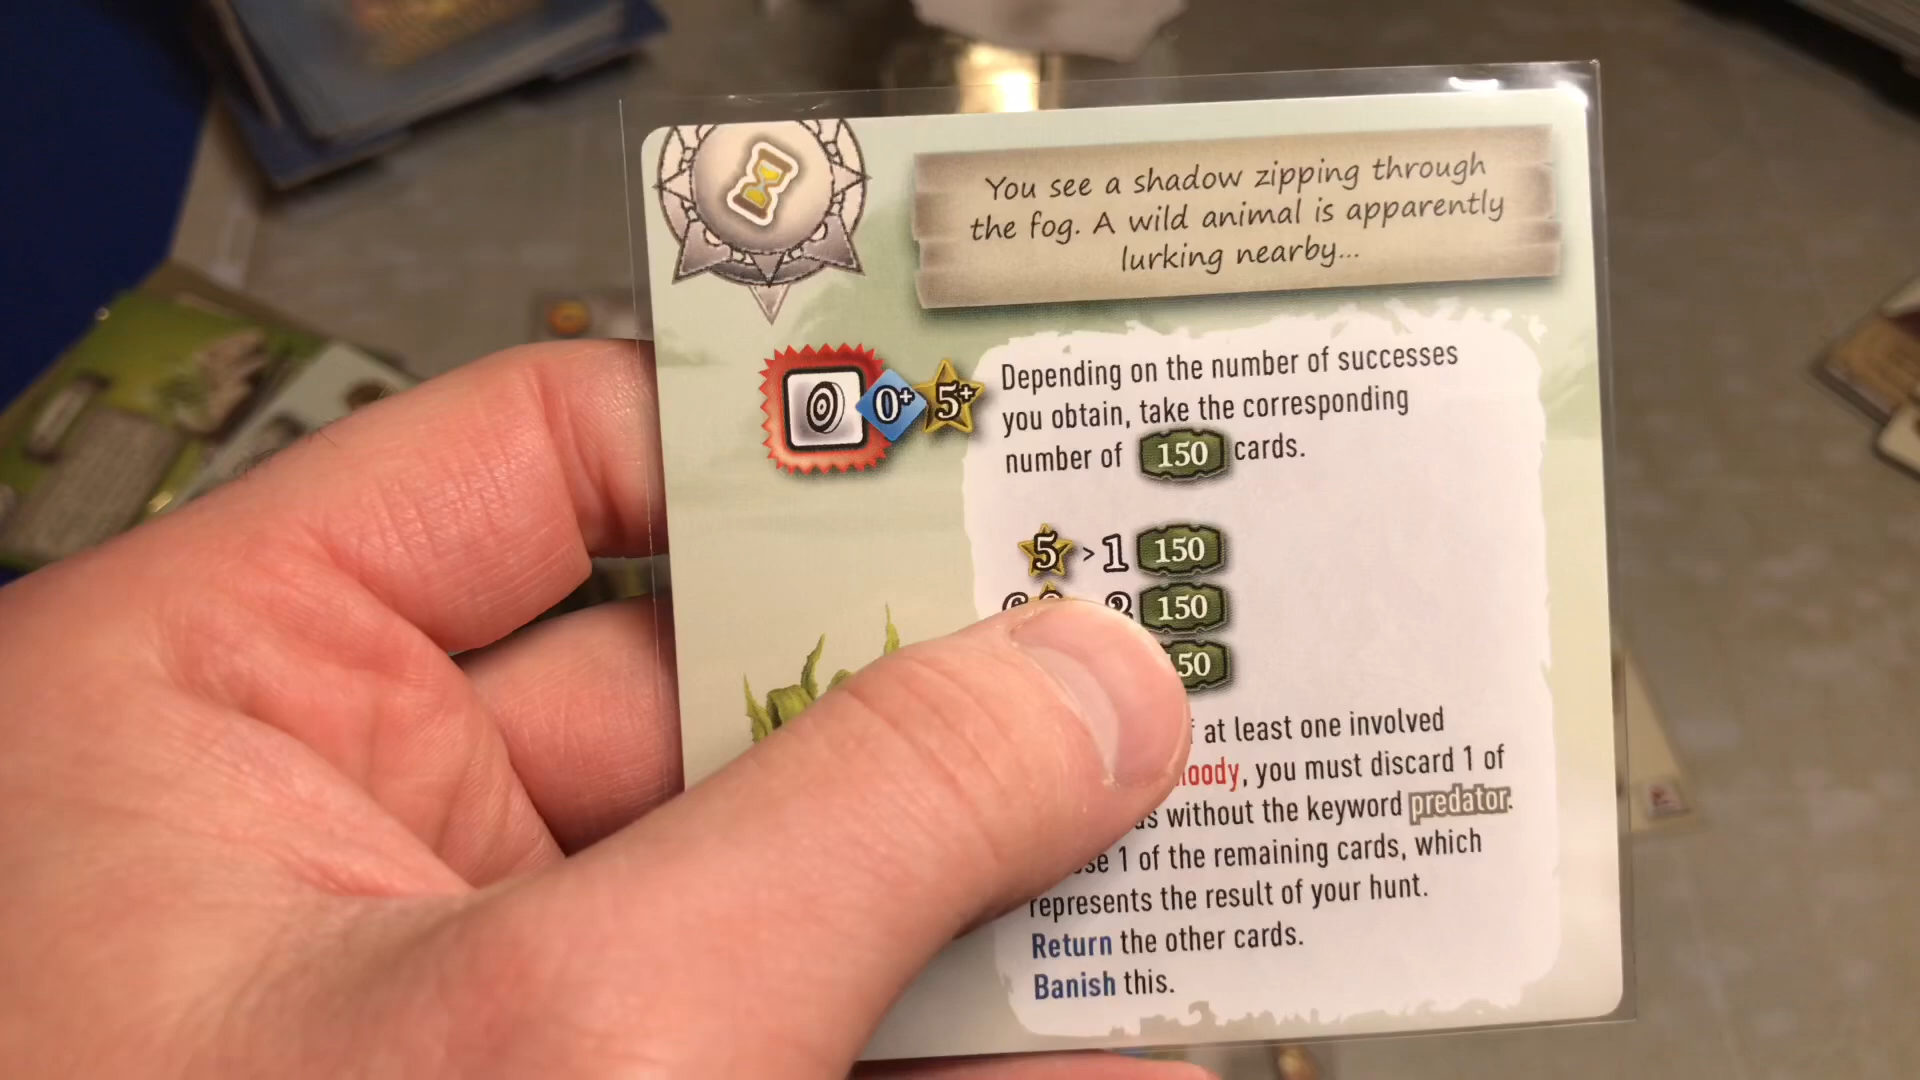 You see a shadow zipping through
the fog. A wild animal is apparently
lurking nearby...
0+ 5+
Depending on the number of successes
you obtain, take the corresponding
number of 150 cards.
5 > 1 150
2 150
at least one involved
, you must discard 1 of
without the keyword predator.
1 of the remaining cards, which
represents the result of your hunt.
Return the other cards.
Banish this.